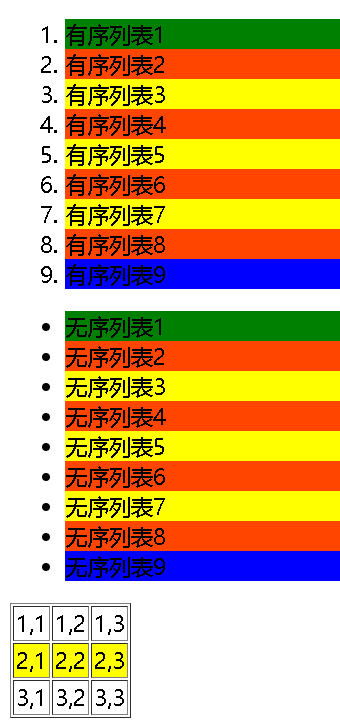 1. 有序列表1
2. 有序列表2
3. 有序列表3
4. 有序列表4
5. 有序列表5
6. 有序列表6
7. 有序列表7
8. 有序列表8
9. 有序列表9
• 无序列表1
• 无序列表2
• 无序列表3
• 无序列表4
• 无序列表5
• 无序列表6
• 无序列表7
• 无序列表8
• 无序列表9
1,1 1,2 1,3
2,1 2,2 2,3
3,1 3,2 3,3